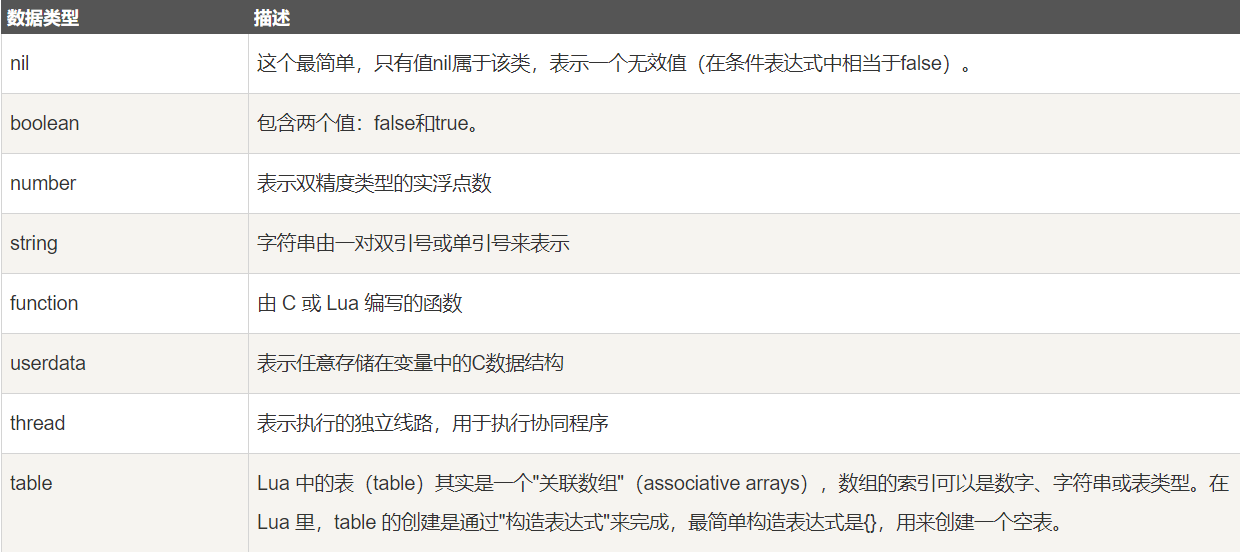 数据类型 描述
nil 这个最简单，只有值nil属于该类，表示一个无效值（在条件表达式中相当于false）。
boolean 包含两个值：false和true。
number 表示双精度类型的实浮点数
string 字符串由一对双引号或单引号来表示
function 由 C 或 Lua 编写的函数
userdata 表示任意存储在变量中的C数据结构
thread 表示执行的独立线路，用于执行协同程序
table Lua 中的表（table）其实是一个"关联数组"（associative arrays），数组的索引可以是数字、字符串或表类型。在
Lua 里，table 的创建是通过"构造表达式"来完成，最简单构造表达式是{}，用来创建一个空表。